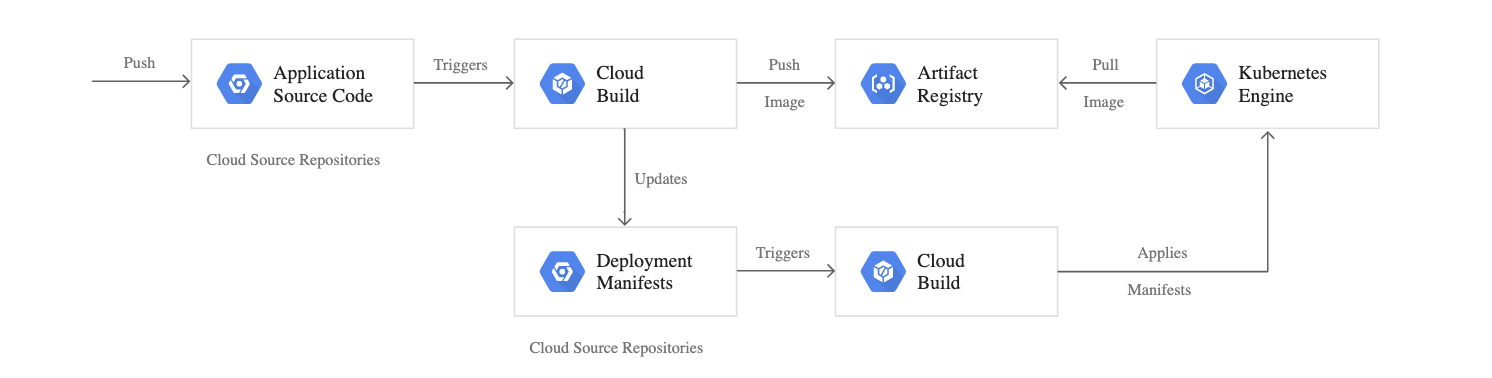 Push
Application
Source Code
Triggers
Cloud
Build
Push
Image
Artifact
Registry
Pull
Image
Kubernetes
Engine
Cloud Source Repositories
Updates
Deployment
Manifests
Triggers
Cloud
Build
Applies
Manifests
Cloud Source Repositories